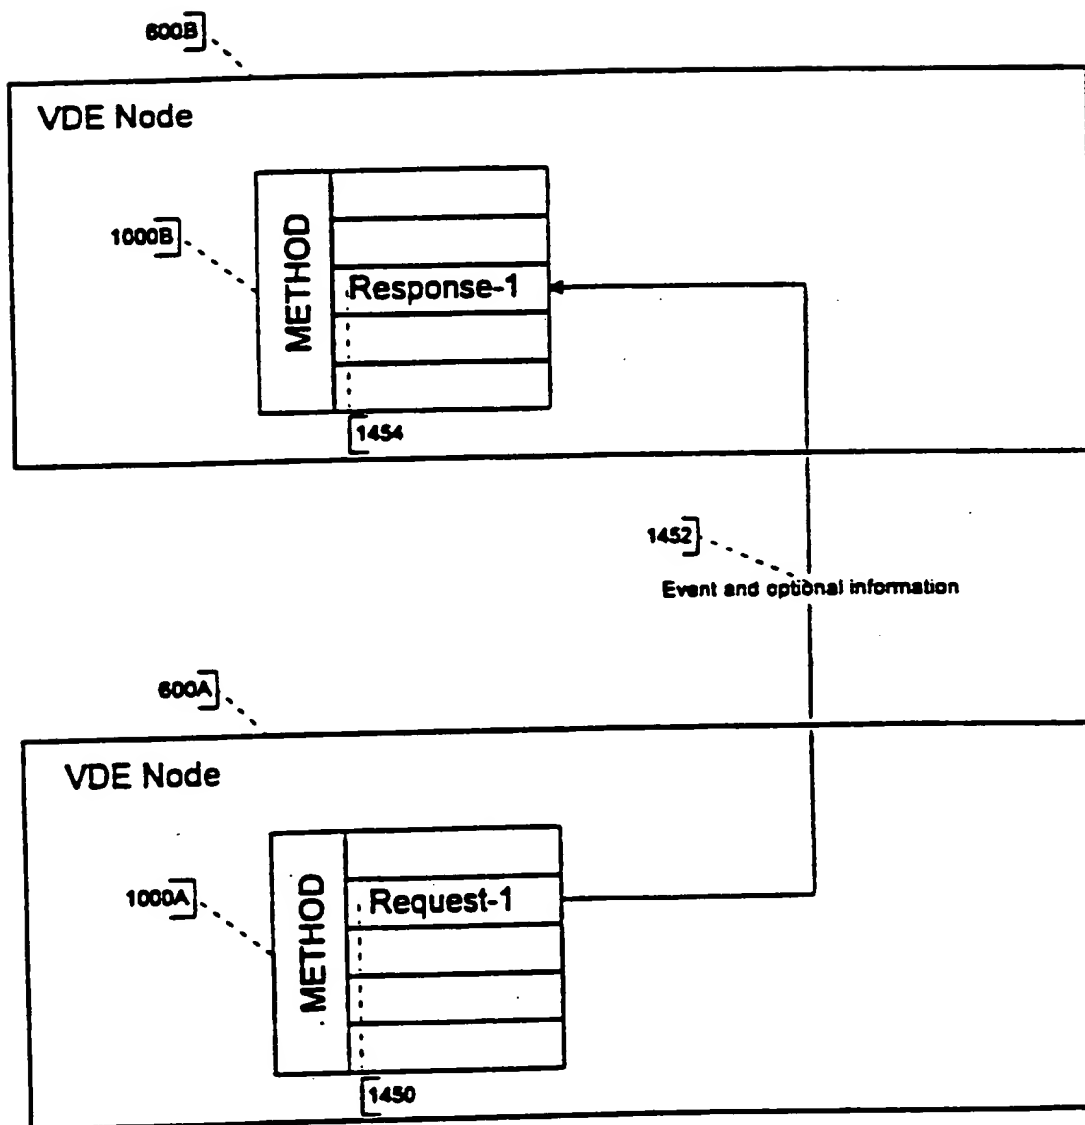 600B
VDE Node
1000B
METHOD
Response-1
1454
1452
Event and optional information
600A
VDE Node
1000A
METHOD
Request-1
1450